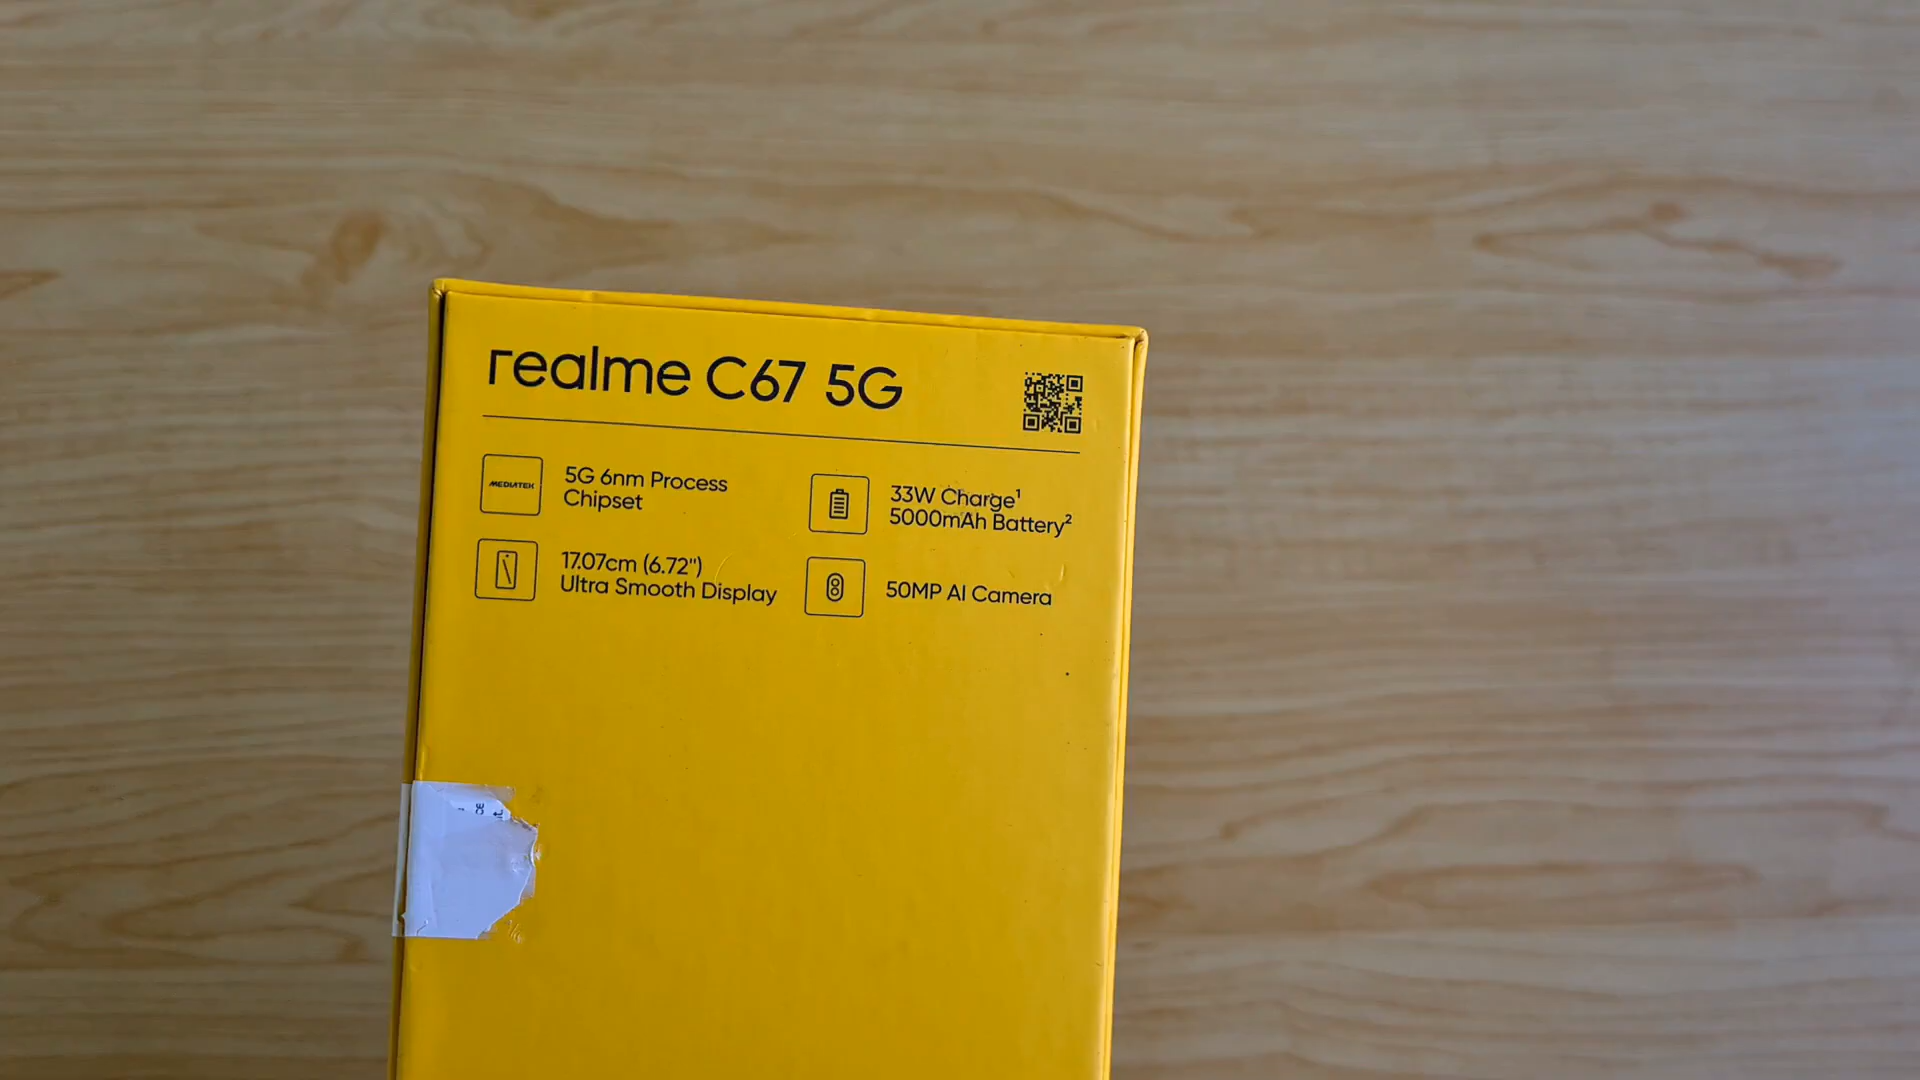 realme C67 5G
MEDIATEK
5G 6nm Process
Chipset
33W Charge¹
5000mAh Battery²
17.07cm (6.72")
Ultra Smooth Display
50MP AI Camera